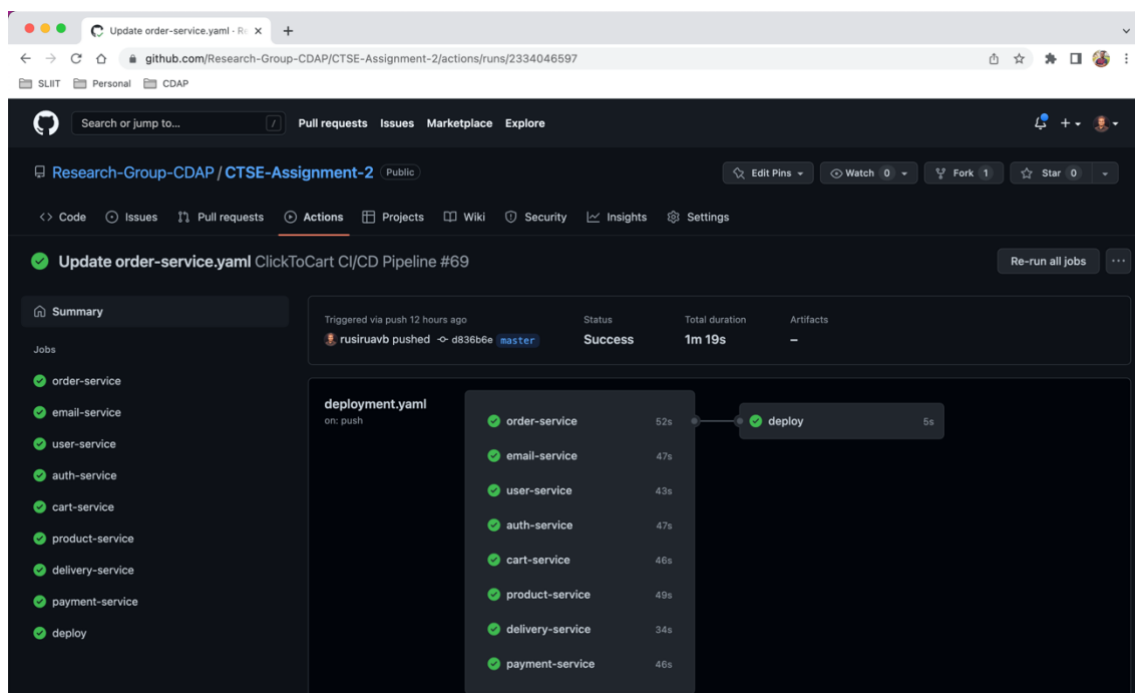 Update order-service.yaml · Re
github.com/Research-Group-CDAP/CTSE-Assignment-2/actions/runs/2334046597
SLIIT Personal CDAP
Search or jump to... / Pull requests Issues Marketplace Explore
Research-Group-CDAP / CTSE-Assignment-2 Public Edit Pins Watch 0 Fork 1 Star 0
Code Issues Pull requests Actions Projects Wiki Security Insights Settings
Update order-service.yaml ClickToCart CI/CD Pipeline #69 Re-run all jobs
Summary
Jobs
order-service
email-service
user-service
auth-service
cart-service
product-service
delivery-service
payment-service
deploy
Triggered via push 12 hours ago Status Total duration Artifacts
rusiruavb pushed d836b6e master Success 1m 19s –
deployment.yaml
on: push
order-service 52s
email-service 47s
user-service 43s
auth-service 47s
cart-service 46s
product-service 49s
delivery-service 34s
payment-service 46s
deploy 5s